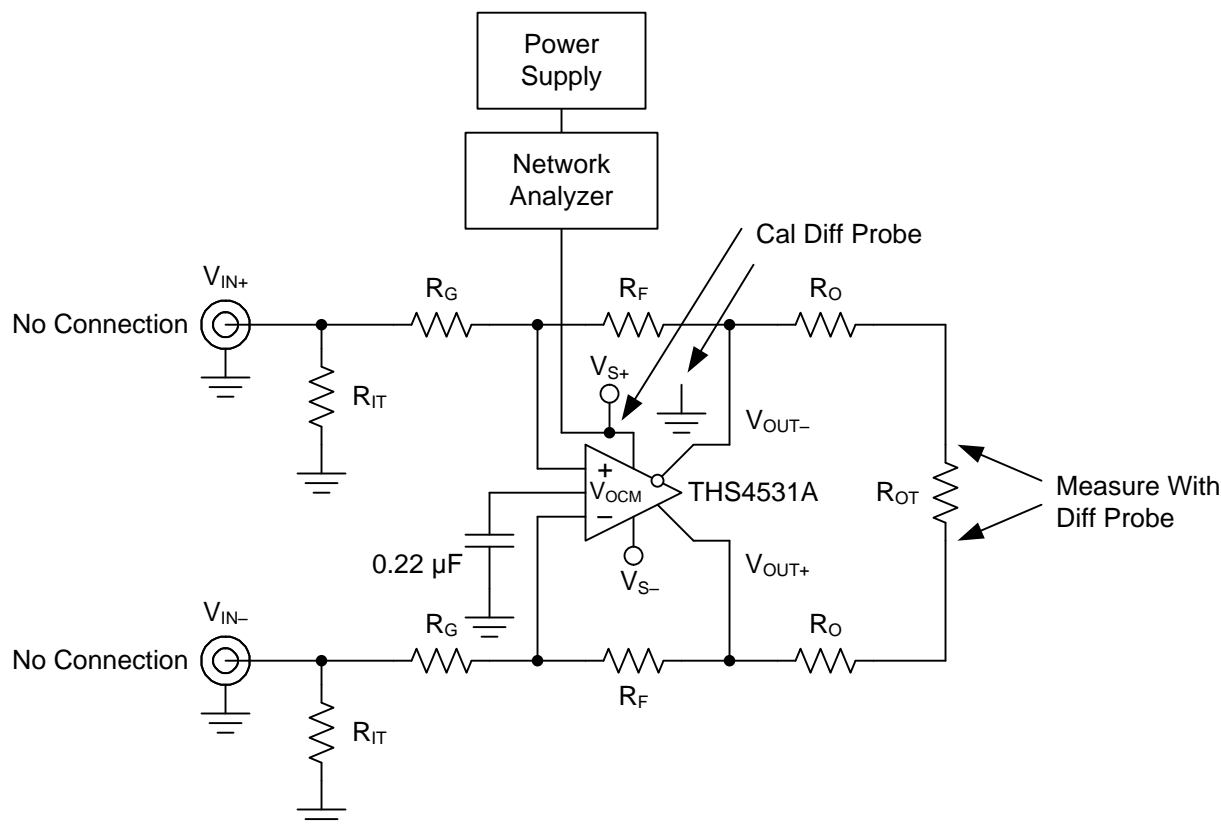 Power
Supply
Network
Analyzer
Cal Diff Probe
V_IN+
R_G
R_F
R_O
No Connection
R_IT
V_S+
V_OUT–
+
V_OCM
–
THS4531A
R_OT
Measure With
Diff Probe
0.22 µF
V_S–
V_OUT+
V_IN–
R_G
R_O
No Connection
R_F
R_IT